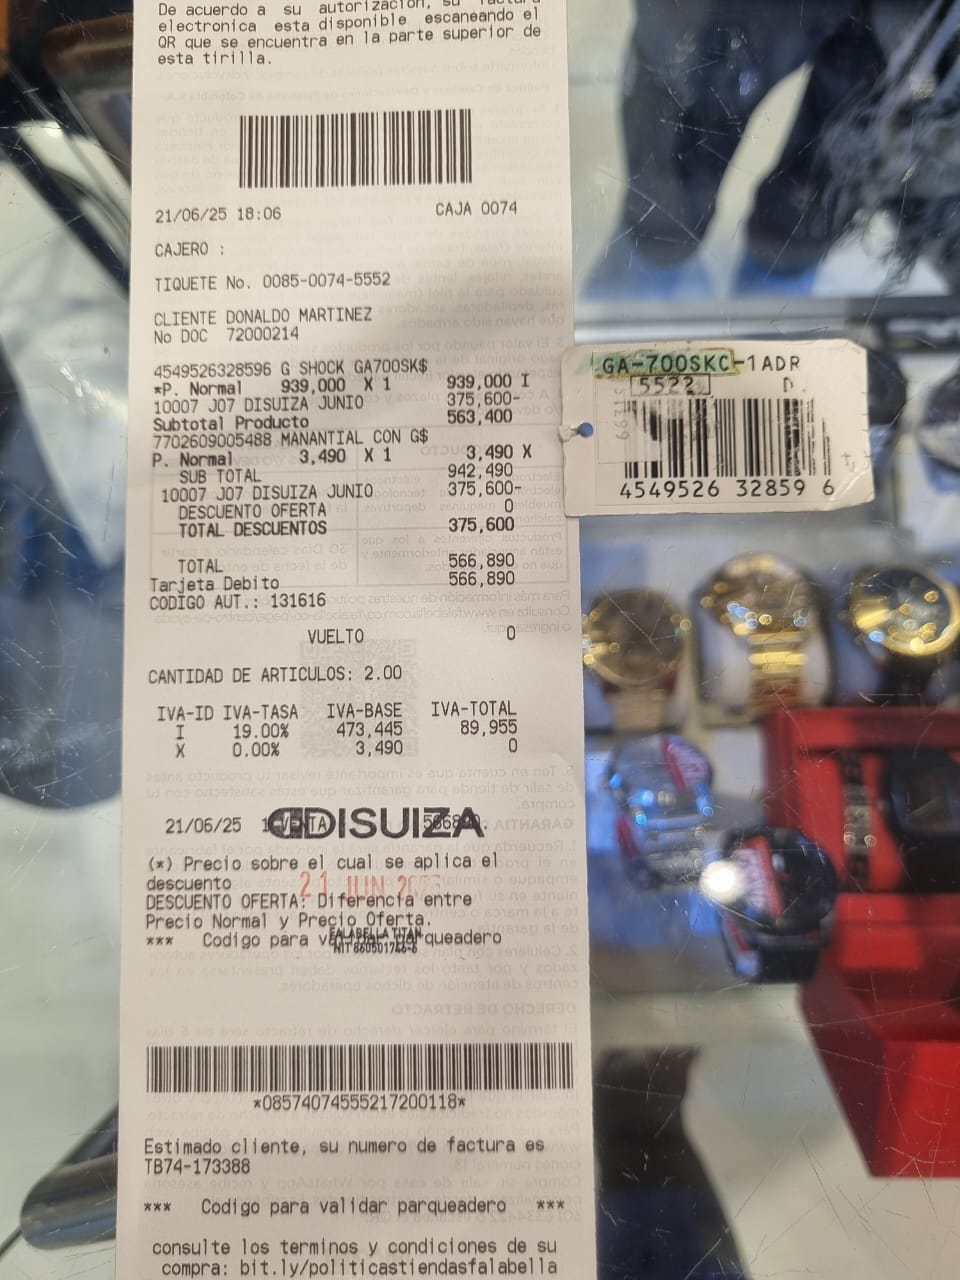 De acuerdo a su autorización, su factura
electronica esta disponible escaneando el
QR que se encuentra en la parte superior de
esta tirilla.
21/06/25 18:06 CAJA 0074
CAJERO :
TIQUETE No. 0085-0074-5552
CLIENTE DONALDO MARTINEZ
No DOC 72000214
4549526328596 G SHOCK GA700SK$
*P. Normal 939,000 X 1 939,000 I
10007 J07 DISUIZA JUNIO 375,600-
Subtotal Producto 563,400
7702609005488 MANANTIAL CON G$
P. Normal 3,490 X 1 3,490 X
SUB TOTAL 942,490
10007 J07 DISUIZA JUNIO 375,600-
DESCUENTO OFERTA 0
TOTAL DESCUENTOS 375,600
TOTAL 566,890
Tarjeta Debito 566,890
CODIGO AUT.: 131616
VUELTO 0
CANTIDAD DE ARTICULOS: 2.00
IVA-ID IVA-TASA IVA-BASE IVA-TOTAL
I 19.00% 473,445 89,955
X 0.00% 3,490 0
21/06/25 DISUIZA
(*) Precio sobre el cual se aplica el
descuento
21 JUN
DESCUENTO OFERTA: Diferencia entre
Precio Normal y Precio Oferta.
FALABELLA TITAN
*** Codigo para validar parqueadero
*08574074555217200118*
Estimado cliente, su numero de factura es
TB74-173388
*** Codigo para validar parqueadero ***
consulte los terminos y condiciones de su
compra: bit.ly/politicastiendasfalabella
GA-700SKC-1ADR
5522 D.
4549526 32859 6